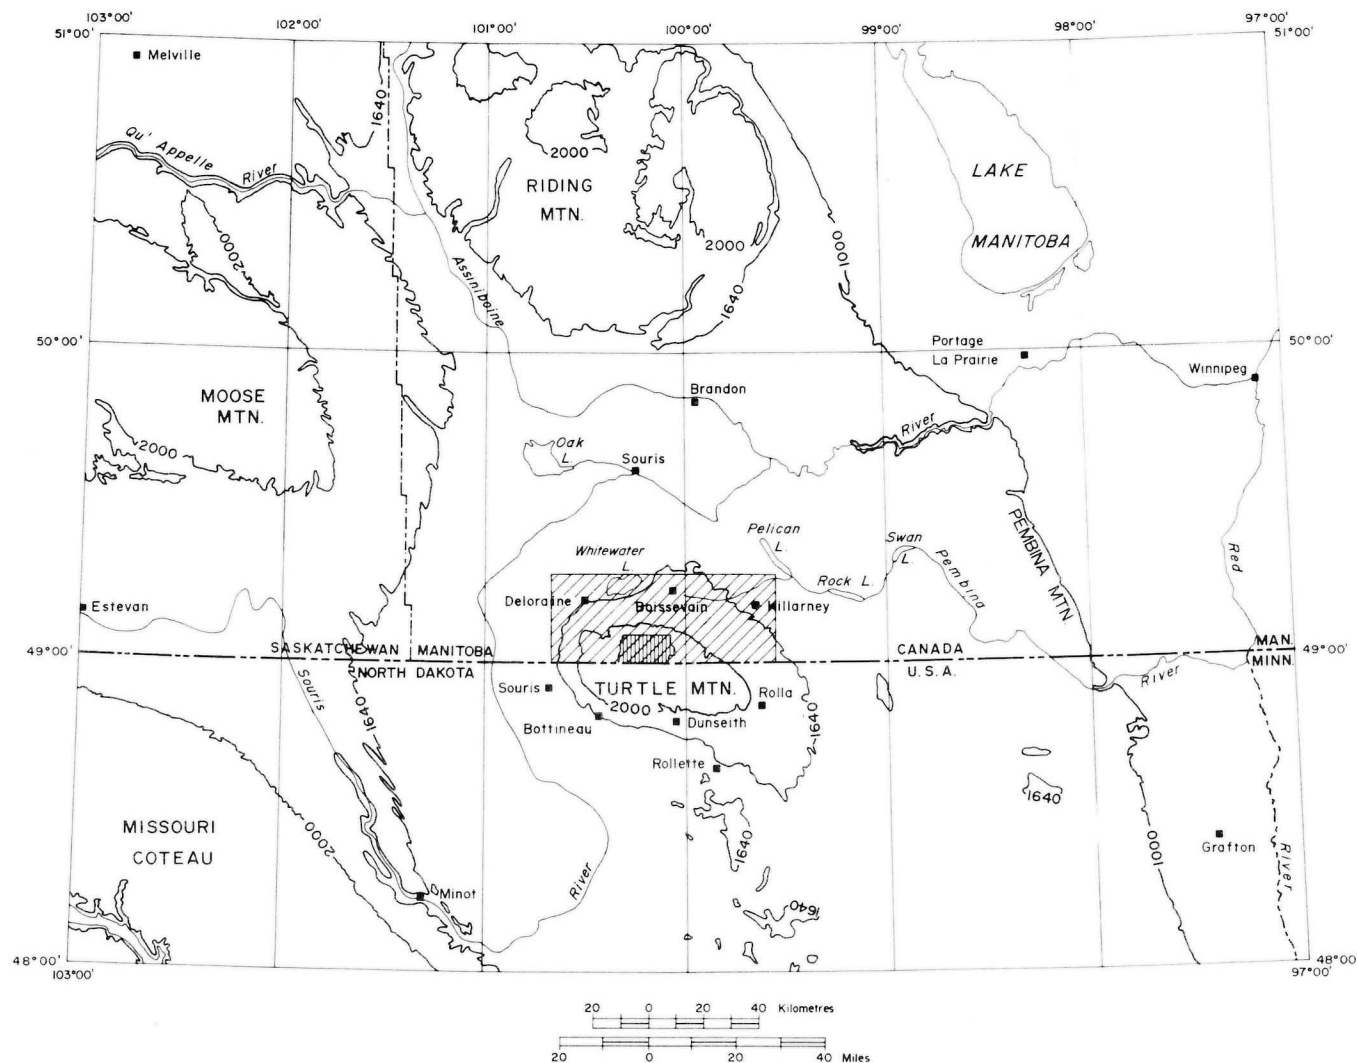 103°00'
102°00'
101°00'
100°00'
99°00'
98°00'
97°00'
51°00'
51°00'
Melville
1640
2000
LAKE
MANITOBA
Qu' Appelle
River
RIDING
MTN.
2000
2000
1000
Assiniboine
1640
50°00'
50°00'
Portage
La Prairie
Winnipeg
MOOSE
MTN.
Brandon
2000
Oak
L.
River
Souris
Pelican
L.
Swan
L.
PEMBINA MTN
Whitewater
L.
Rock L.
Pembina
Red
Estevan
Deloraine
Boissevain
Killarney
SASKATCHEWAN
MANITOBA
CANADA
MAN.
49°00'
49°00'
NORTH DAKOTA
U.S.A.
MINN.
Souris
Souris
TURTLE MTN.
2000
Rolla
River
1640
Bottineau
Dunseith
1640
Rollette
1640
MISSOURI
COTEAU
2000
1640
1000
Grafton
River
River
Minot
1640
48°00'
48°00'
103°00'
97°00'
20 0 20 40 Kilometres
20 0 20 40 Miles